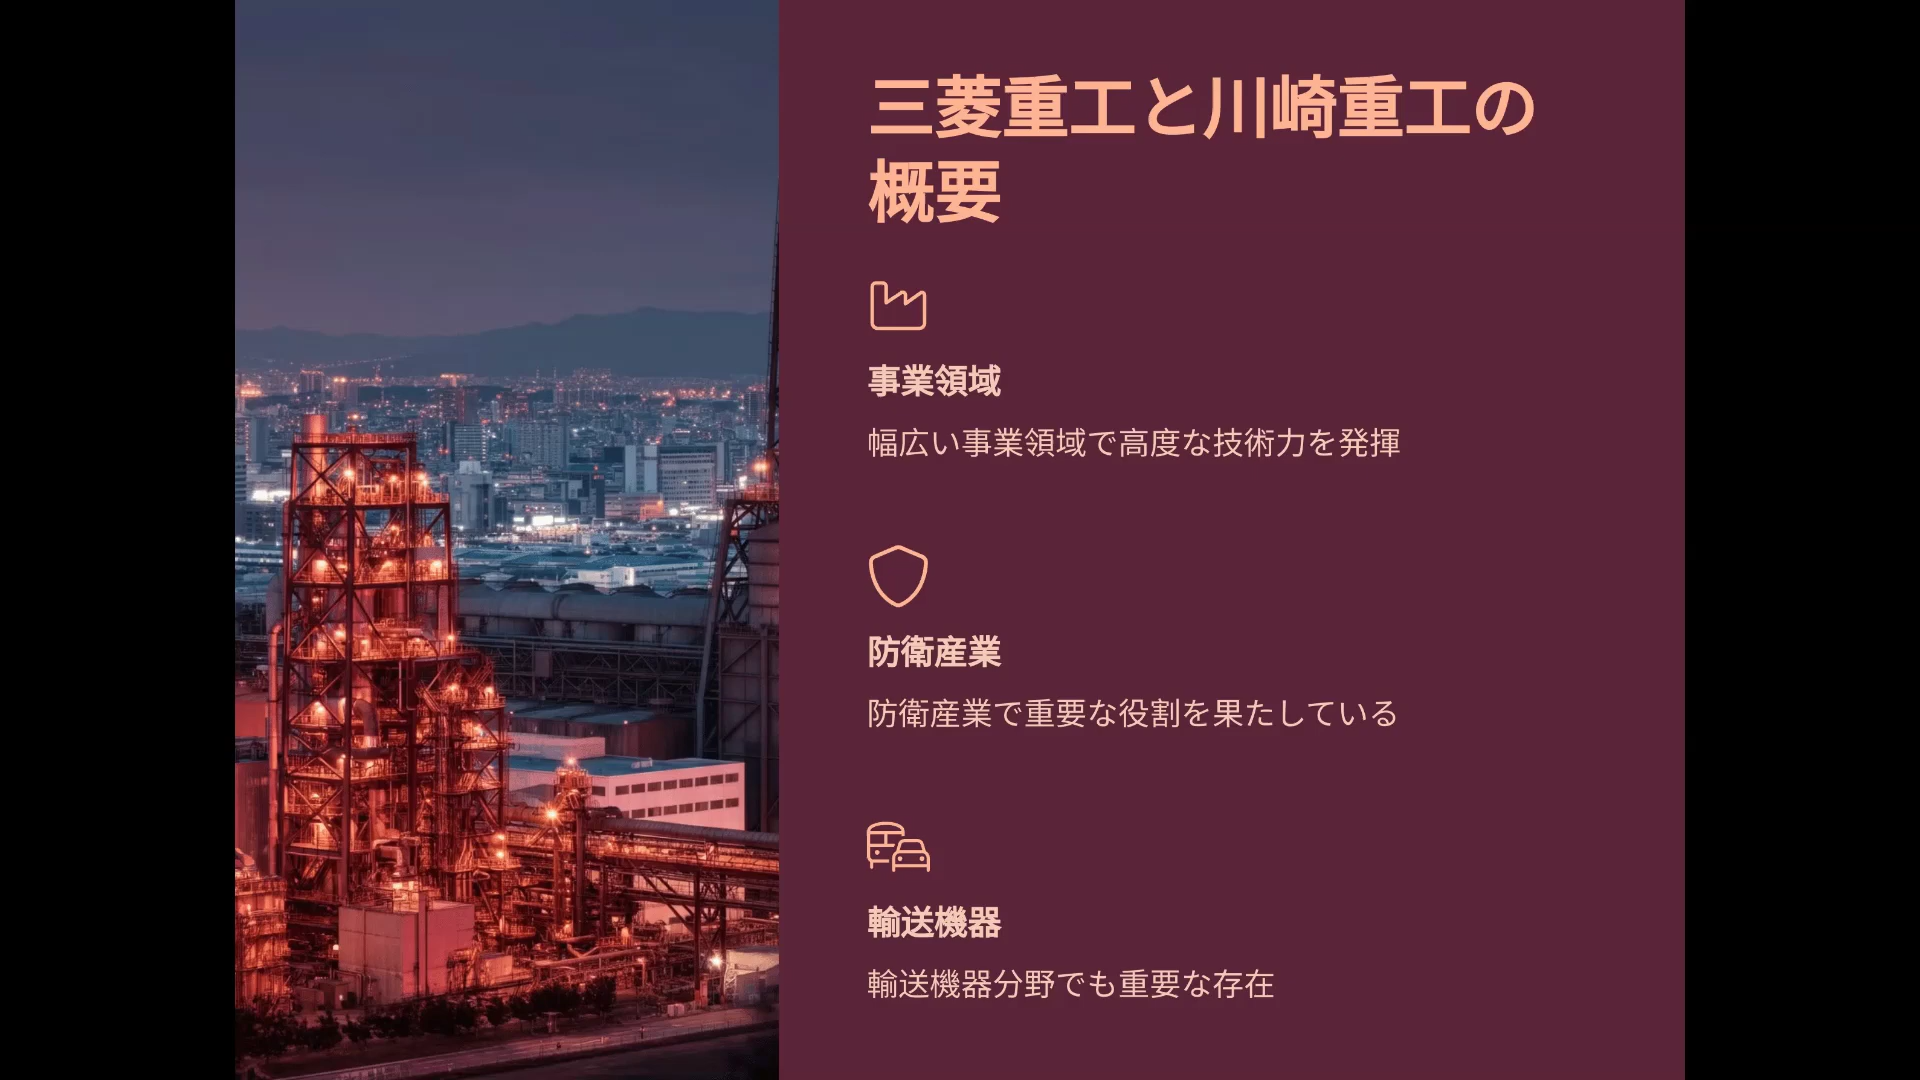 三菱重工と川崎重工の
概要
事業領域
幅広い事業領域で高度な技術力を発揮
防衛産業
防衛産業で重要な役割を果たしている
輸送機器
輸送機器分野でも重要な存在